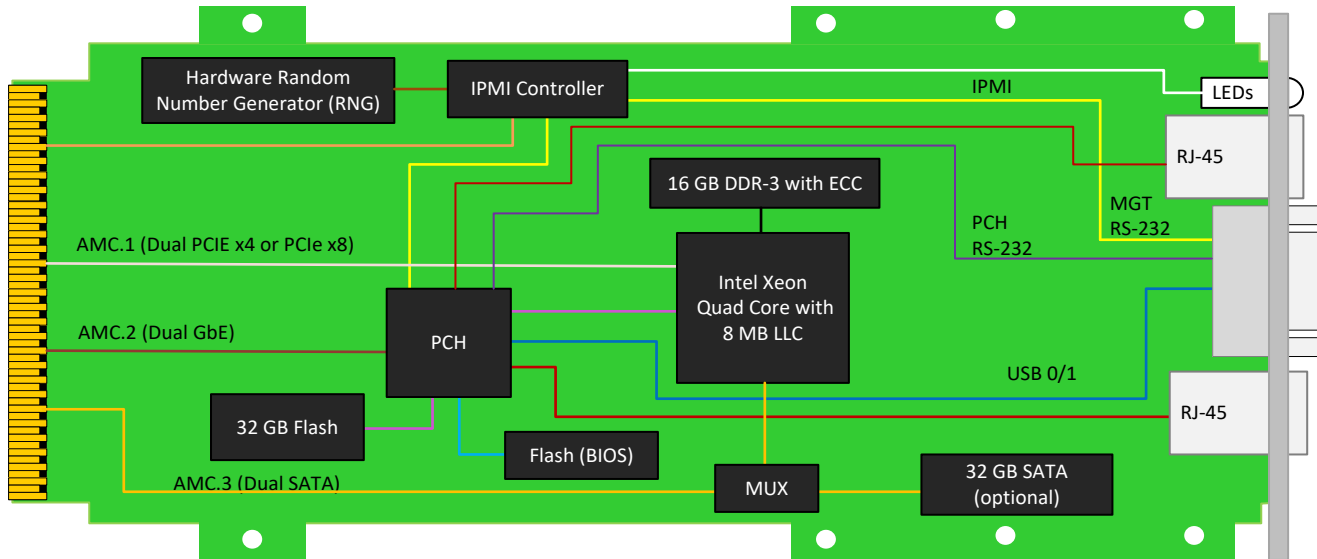 Hardware Random
Number Generator (RNG)
IPMI Controller
IPMI
LEDs
RJ-45
16 GB DDR-3 with ECC
MGT
RS-232
PCH
RS-232
AMC.1 (Dual PCIE x4 or PCIe x8)
Intel Xeon
Quad Core with
8 MB LLC
AMC.2 (Dual GbE)
PCH
USB 0/1
RJ-45
32 GB Flash
Flash (BIOS)
AMC.3 (Dual SATA)
MUX
32 GB SATA
(optional)